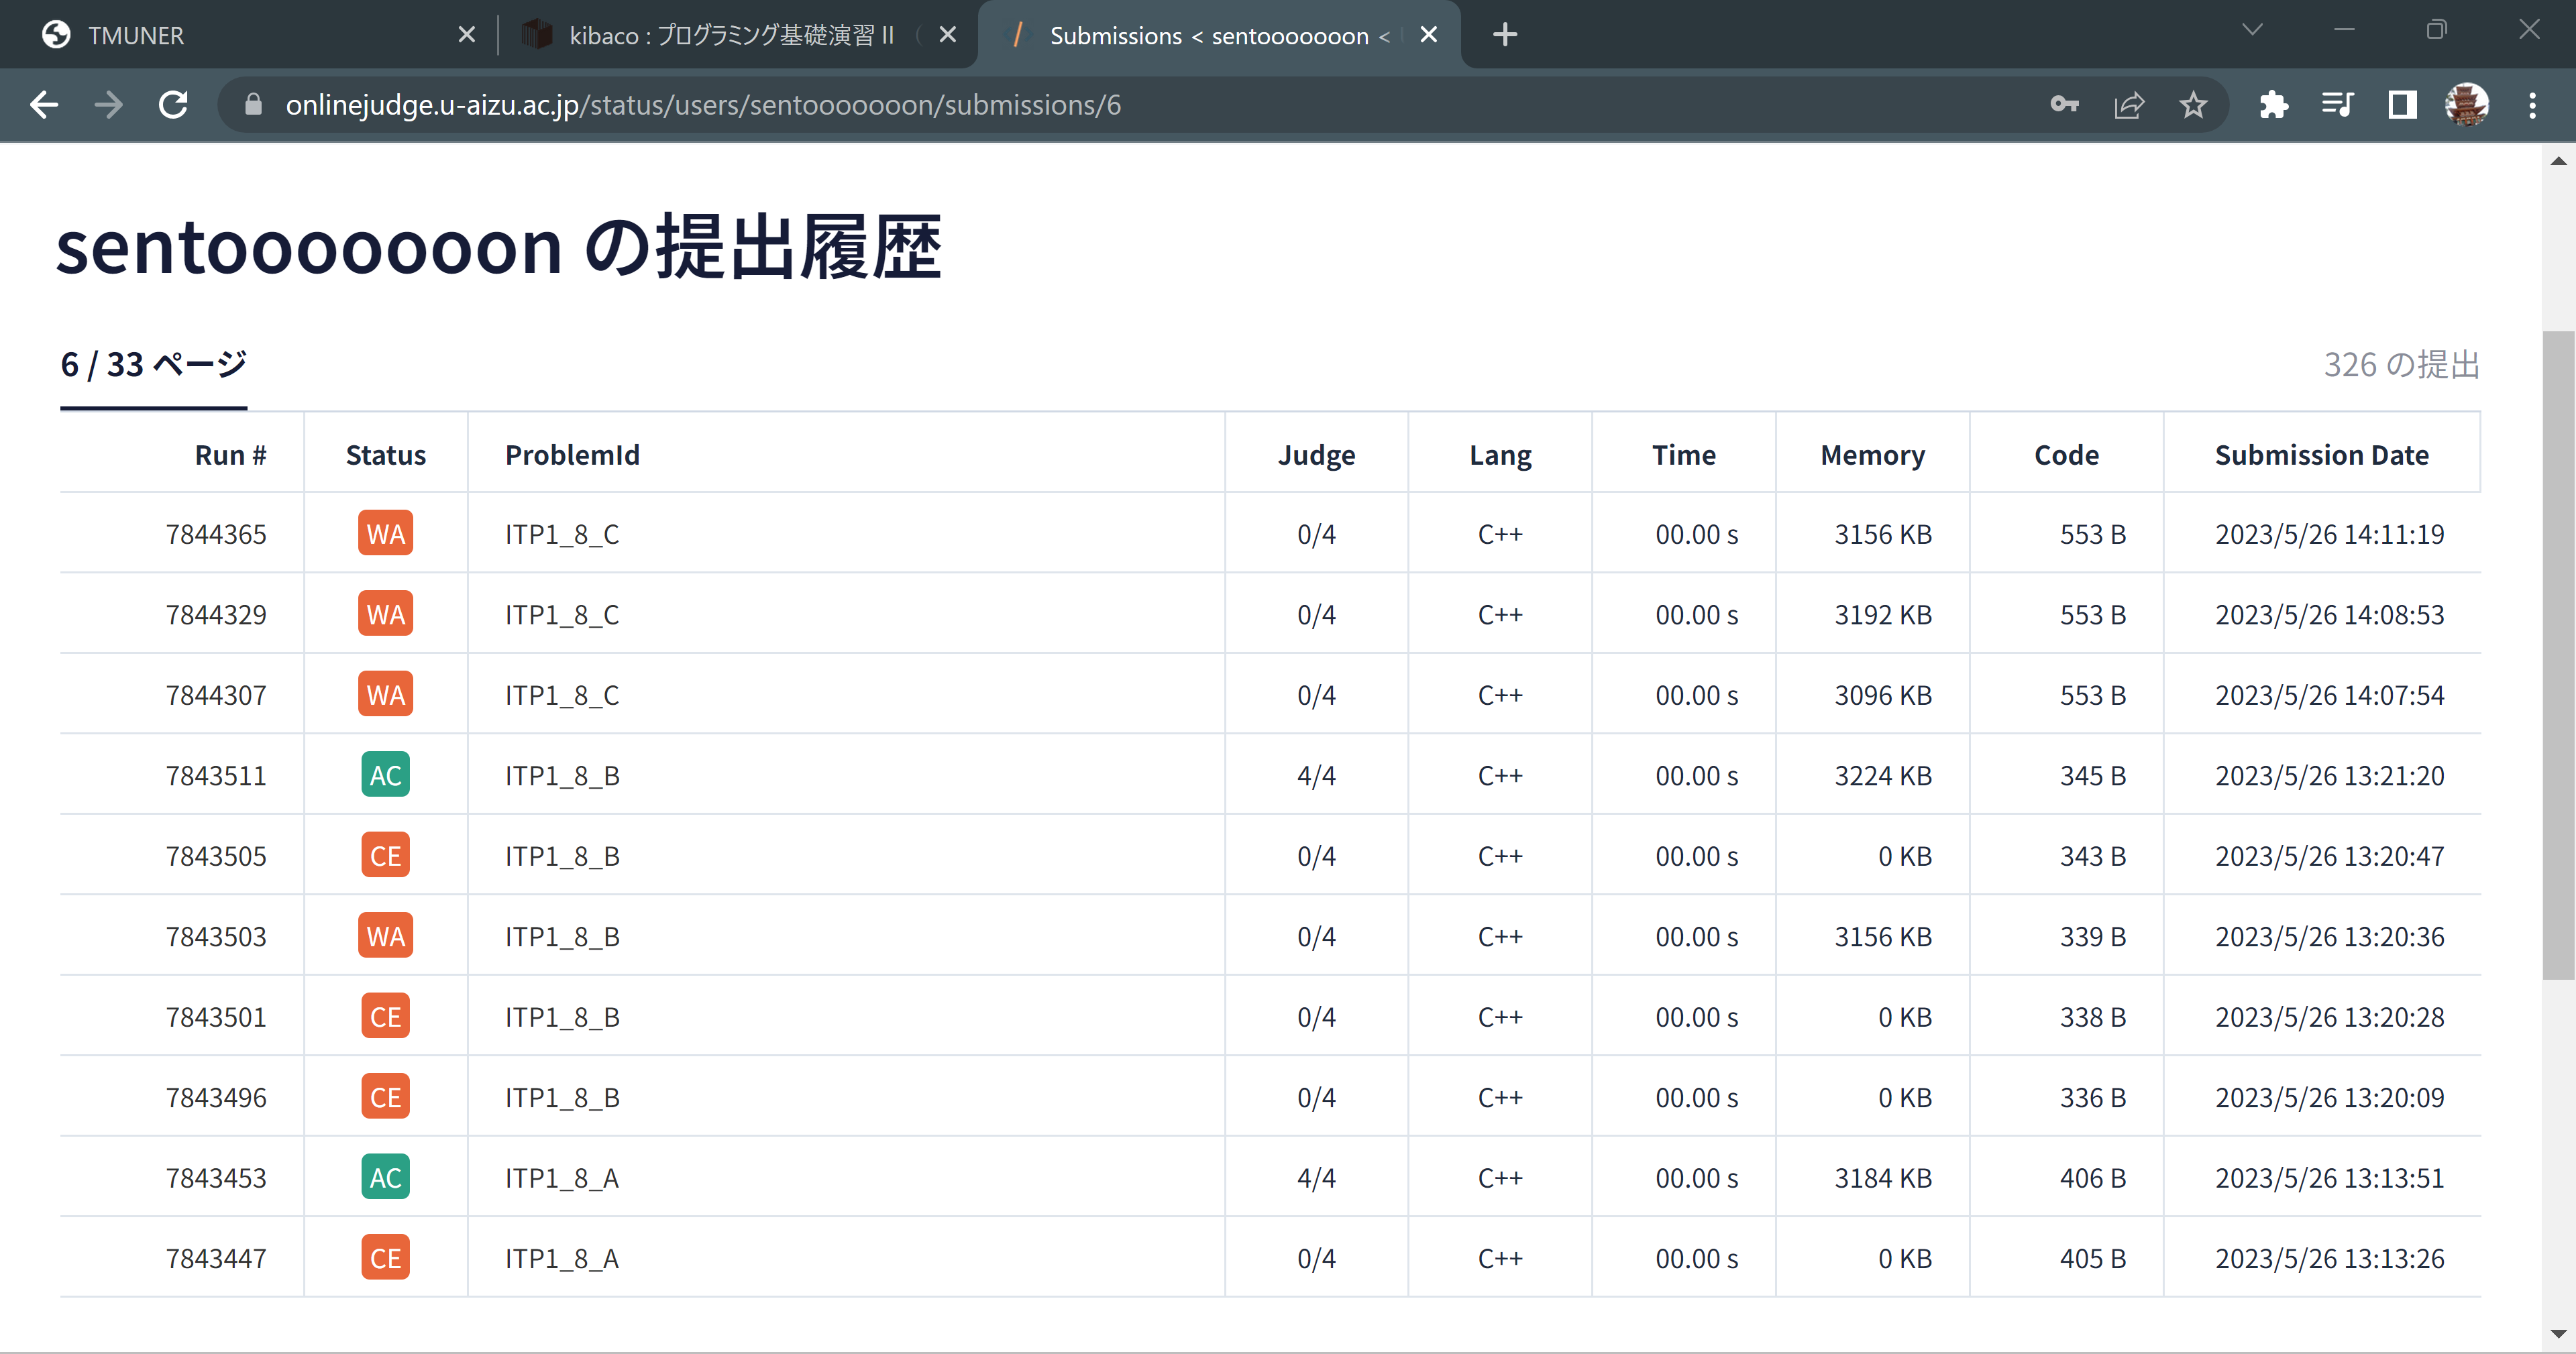 TMUNER
kibaco : プログラミング基礎演習 II (
Submissions < sentoooooooon <
onlinejudge.u-aizu.ac.jp/status/users/sentoooooooon/submissions/6
sentoooooooon の提出履歴
6 / 33 ページ
326 の提出
Run # Status ProblemId Judge Lang Time Memory Code Submission Date
7844365 WA ITP1_8_C 0/4 C++ 00.00 s 3156 KB 553 B 2023/5/26 14:11:19
7844329 WA ITP1_8_C 0/4 C++ 00.00 s 3192 KB 553 B 2023/5/26 14:08:53
7844307 WA ITP1_8_C 0/4 C++ 00.00 s 3096 KB 553 B 2023/5/26 14:07:54
7843511 AC ITP1_8_B 4/4 C++ 00.00 s 3224 KB 345 B 2023/5/26 13:21:20
7843505 CE ITP1_8_B 0/4 C++ 00.00 s 0 KB 343 B 2023/5/26 13:20:47
7843503 WA ITP1_8_B 0/4 C++ 00.00 s 3156 KB 339 B 2023/5/26 13:20:36
7843501 CE ITP1_8_B 0/4 C++ 00.00 s 0 KB 338 B 2023/5/26 13:20:28
7843496 CE ITP1_8_B 0/4 C++ 00.00 s 0 KB 336 B 2023/5/26 13:20:09
7843453 AC ITP1_8_A 4/4 C++ 00.00 s 3184 KB 406 B 2023/5/26 13:13:51
7843447 CE ITP1_8_A 0/4 C++ 00.00 s 0 KB 405 B 2023/5/26 13:13:26